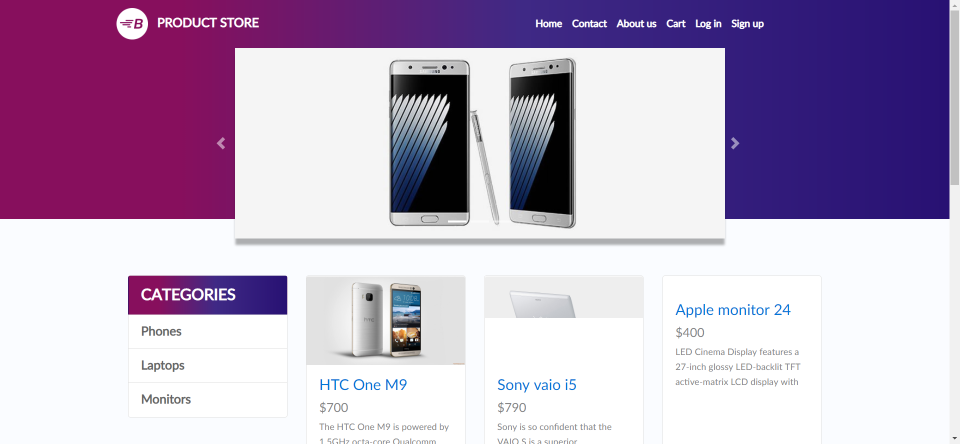 B PRODUCT STORE
Home Contact About us Cart Log in Sign up
CATEGORIES
Phones
Laptops
Monitors
HTC One M9
$700
The HTC One M9 is powered by
1.5GHz octa-core Qualcomm
Sony vaio i5
$790
Sony is so confident that the
VAIO S is a superior
Apple monitor 24
$400
LED Cinema Display features a
27-inch glossy LED-backlit TFT
active-matrix LCD display with